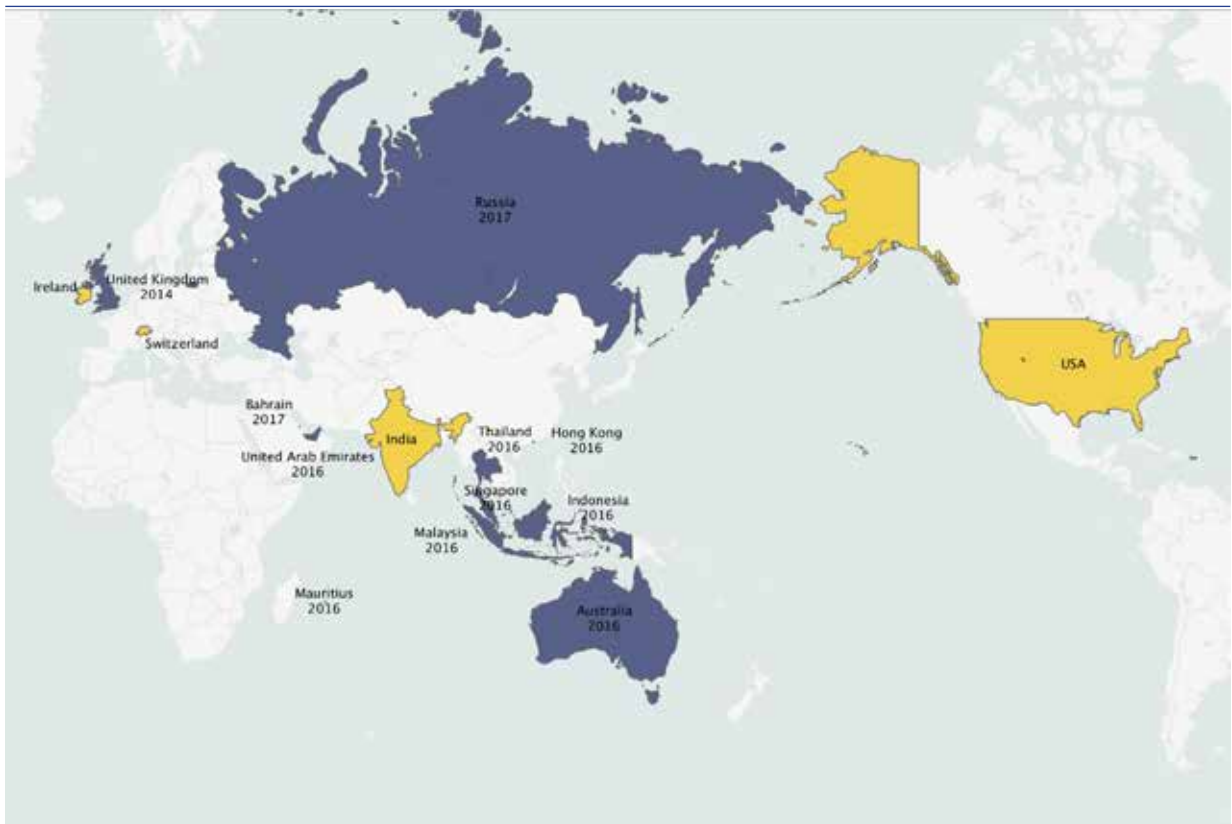 Russia
2017
Ireland
United Kingdom
2014
Switzerland
USA
Bahrain
2017
India
Thailand
2016
Hong Kong
2016
United Arab Emirates
2016
Singapore
2016
Indonesia
2016
Malaysia
2016
Mauritius
2016
Australia
2016